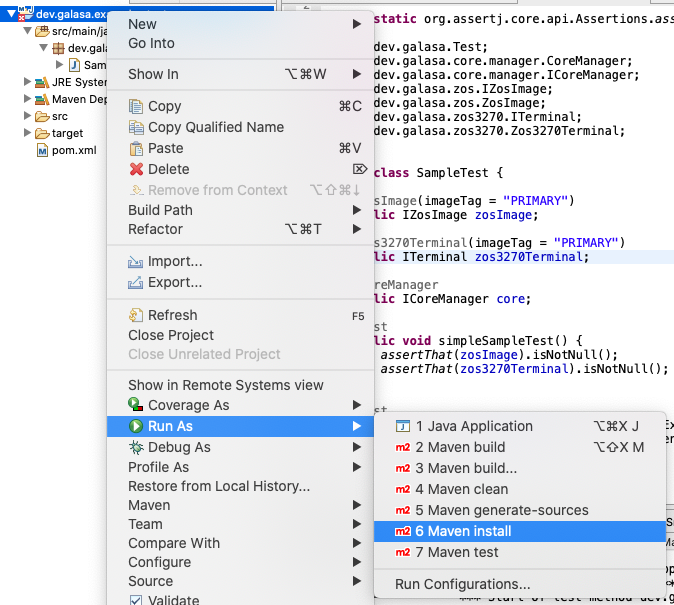 dev.galasa.exa
src/main/ja
dev.gala
Sam
JRE System
Maven Dep
src
target
pom.xml
New
Go Into
Show In ⌥⌘W
Copy ⌘C
Copy Qualified Name
Paste ⌘V
Delete ⌦
Remove from Context ⌥⇧⌘↓
Build Path
Refactor ⌥⌘T
Import...
Export...
Refresh F5
Close Project
Close Unrelated Project
Show in Remote Systems view
Coverage As
Run As
Debug As
Profile As
Restore from Local History...
Maven
Team
Compare With
Configure
Source
Validate
static org.assertj.core.api.Assertions.ass
dev.galasa.Test;
dev.galasa.core.manager.CoreManager;
dev.galasa.core.manager.ICoreManager;
dev.galasa.zos.IZosImage;
dev.galasa.zos.ZosImage;
dev.galasa.zos3270.ITerminal;
dev.galasa.zos3270.Zos3270Terminal;
class SampleTest {
sImage(imageTag = "PRIMARY")
lic IZosImage zosImage;
s3270Terminal(imageTag = "PRIMARY")
lic ITerminal zos3270Terminal;
reManager
lic ICoreManager core;
st
lic void simpleSampleTest() {
assertThat(zosImage).isNotNull();
assertThat(zos3270Terminal).isNotNull();
st
1 Java Application ⌥⌘X J
m2 2 Maven build ⌥⇧X M
m2 3 Maven build...
m2 4 Maven clean
m2 5 Maven generate-sources
m2 6 Maven install
m2 7 Maven test
Run Configurations...